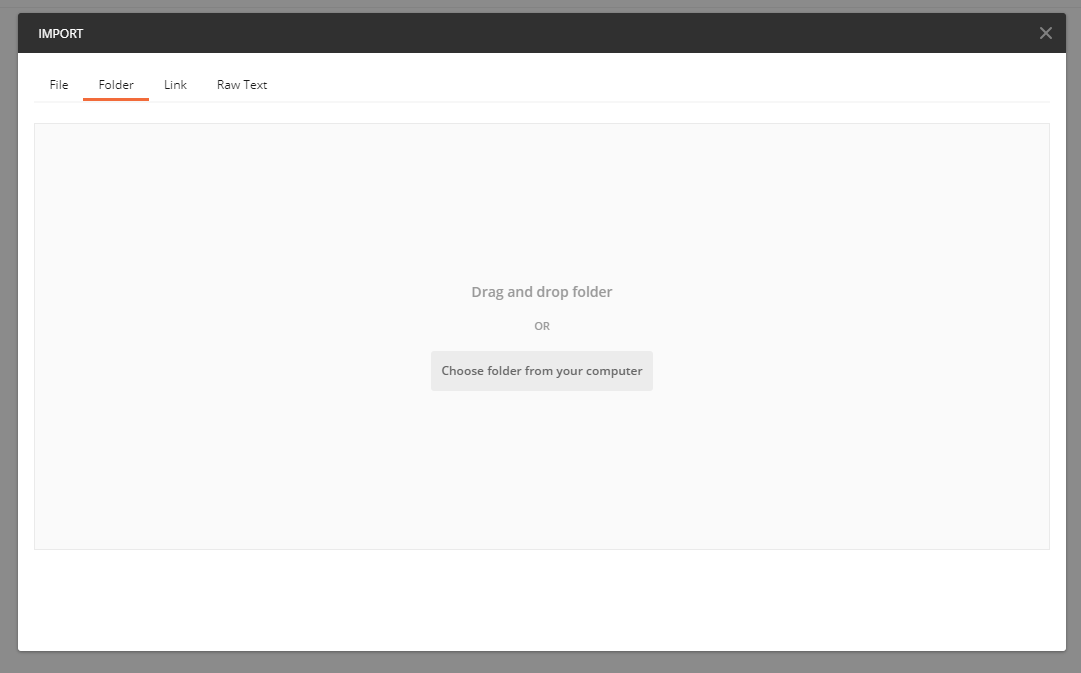 IMPORT
File Folder Link Raw Text
Drag and drop folder
OR
Choose folder from your computer